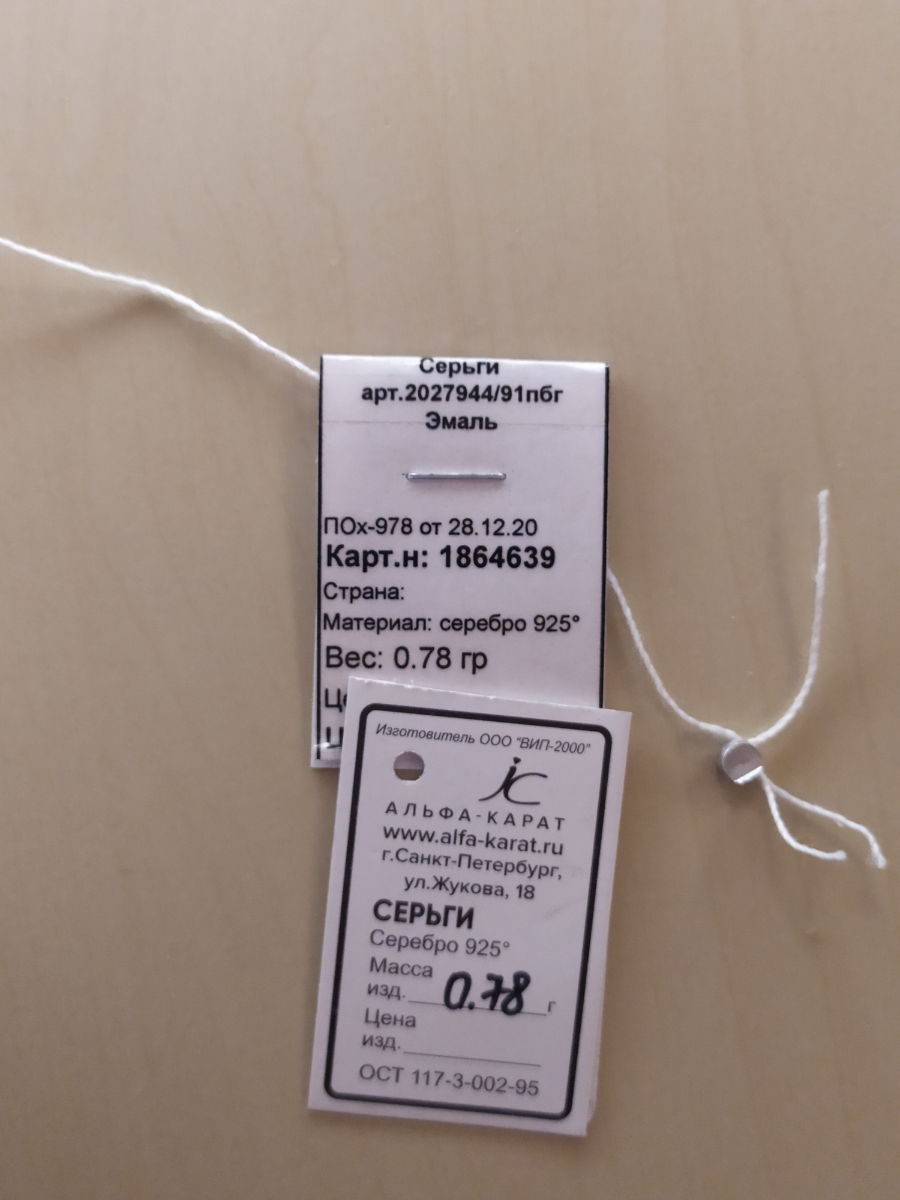 Серьги
арт.2027944/91пбг
Эмаль
ПОх-978 от 28.12.20
Карт.н: 1864639
Страна:
Материал: серебро 925°
Вес: 0.78 гр
Изготовитель ООО "ВИП-2000"
АЛЬФА-КАРАТ
www.alfa-karat.ru
г.Санкт-Петербург,
ул.Жукова, 18
СЕРЬГИ
Серебро 925°
Масса
изд. 0.78 г
Цена
изд.
ОСТ 117-3-002-95